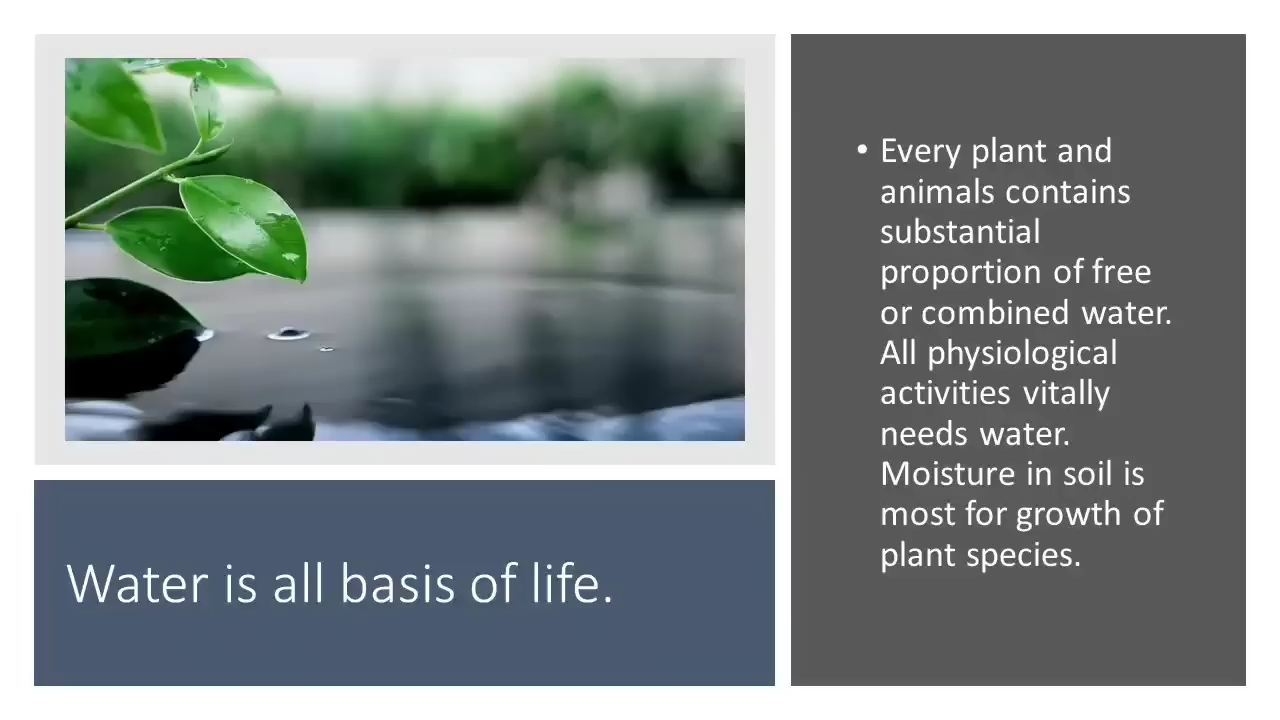 Water is all basis of life.
• Every plant and
animals contains
substantial
proportion of free
or combined water.
All physiological
activities vitally
needs water.
Moisture in soil is
most for growth of
plant species.